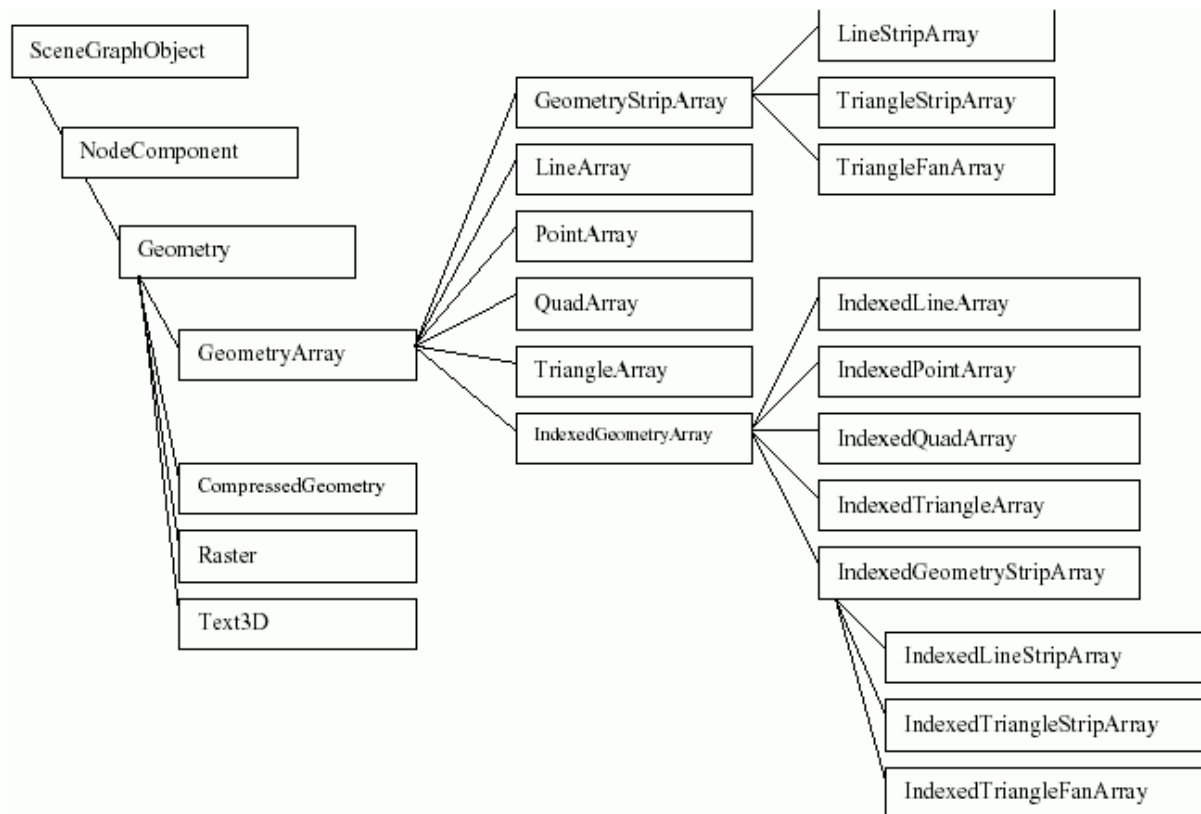 SceneGraphObject
NodeComponent
Geometry
GeometryArray
CompressedGeometry
Raster
Text3D
GeometryStripArray
LineArray
PointArray
QuadArray
TriangleArray
IndexedGeometryArray
LineStripArray
TriangleStripArray
TriangleFanArray
IndexedLineArray
IndexedPointArray
IndexedQuadArray
IndexedTriangleArray
IndexedGeometryStripArray
IndexedLineStripArray
IndexedTriangleStripArray
IndexedTriangleFanArray